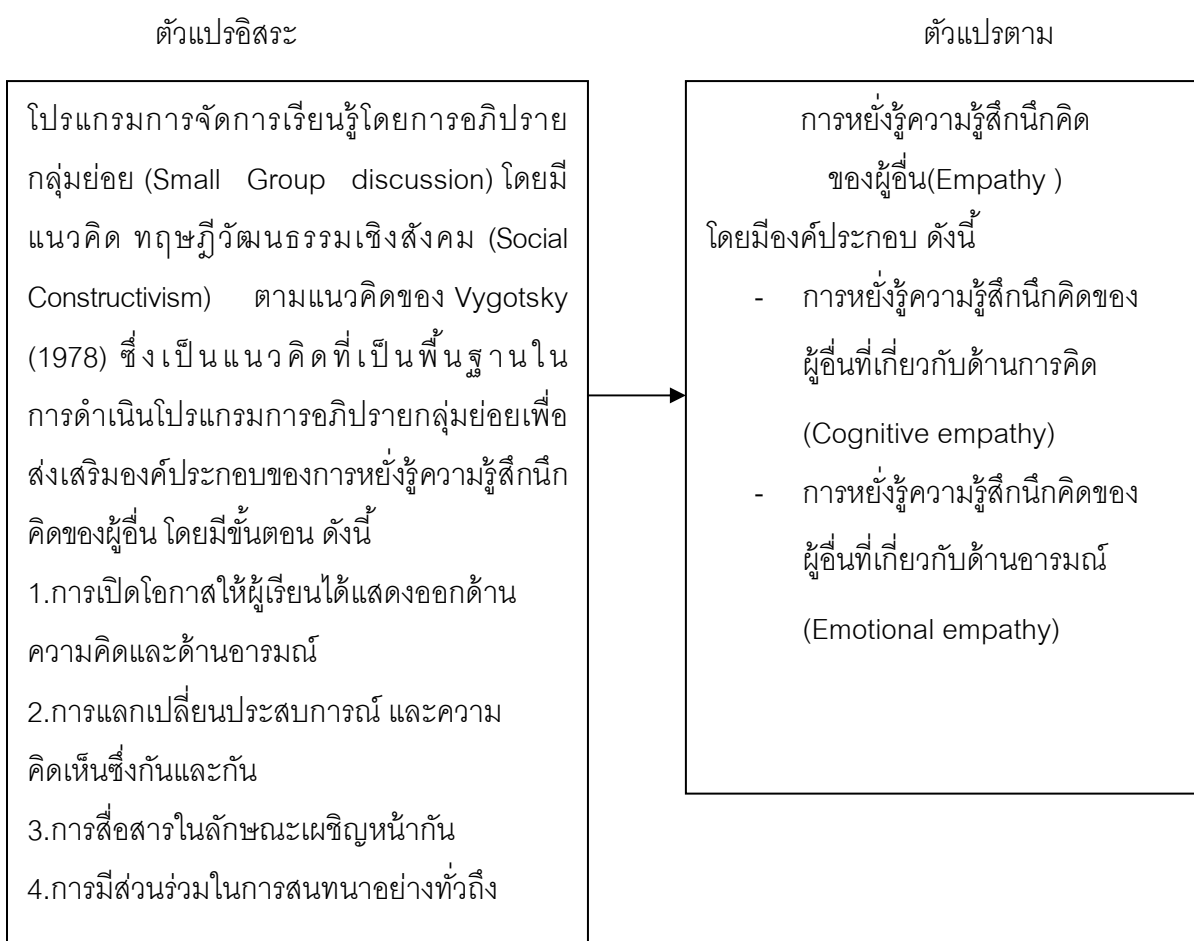 ตัวแปรอิสระ
ตัวแปรตาม
โปรแกรมการจัดการเรียนรู้โดยการอภิปราย
กลุ่มย่อย (Small Group discussion) โดยมี
แนวคิด ทฤษฎีวัฒนธรรมเชิงสังคม (Social
Constructivism) ตามแนวคิดของ Vygotsky
(1978) ซึ่งเป็นแนวคิดที่เป็นพื้นฐานใน
การดำเนินโปรแกรมการอภิปรายกลุ่มย่อยเพื่อ
ส่งเสริมองค์ประกอบของการหยั่งรู้ความรู้สึกนึก
คิดของผู้อื่น โดยมีขั้นตอน ดังนี้
1.การเปิดโอกาสให้ผู้เรียนได้แสดงออกด้าน
ความคิดและด้านอารมณ์
2.การแลกเปลี่ยนประสบการณ์ และความ
คิดเห็นซึ่งกันและกัน
3.การสื่อสารในลักษณะเผชิญหน้ากัน
4.การมีส่วนร่วมในการสนทนาอย่างทั่วถึง
การหยั่งรู้ความรู้สึกนึกคิด
ของผู้อื่น(Empathy )
โดยมีองค์ประกอบ ดังนี้
- การหยั่งรู้ความรู้สึกนึกคิดของ
ผู้อื่นที่เกี่ยวกับด้านการคิด
(Cognitive empathy)
- การหยั่งรู้ความรู้สึกนึกคิดของ
ผู้อื่นที่เกี่ยวกับด้านอารมณ์
(Emotional empathy)